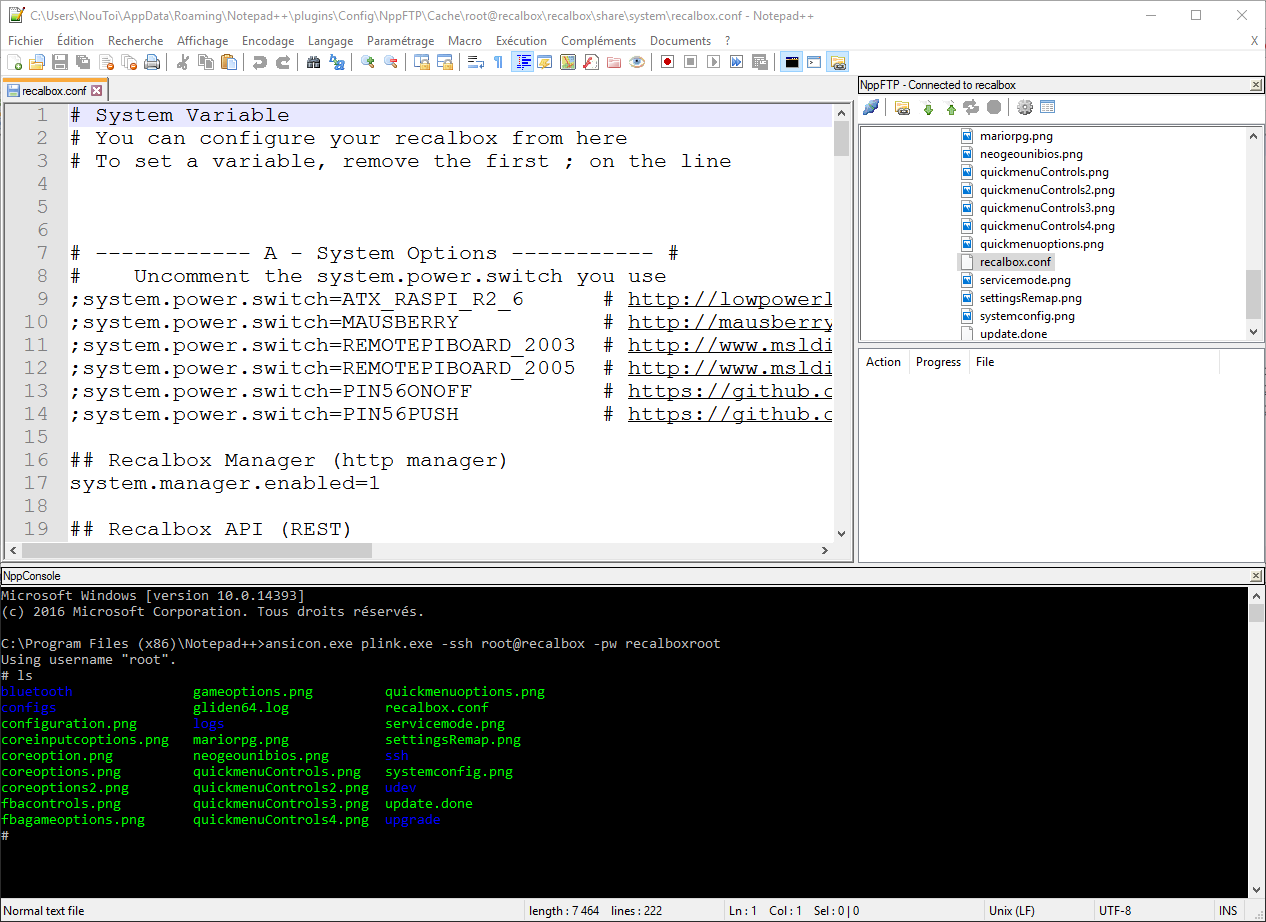 C:\Users\NouToi\AppData\Roaming\Notepad++\plugins\Config\NppFTP\Cache\root@recalbox\recalbox\share\system\recalbox.conf - Notepad++
Fichier Édition Recherche Affichage Encodage Langage Paramétrage Macro Exécution Compléments Documents ? X
recalbox.conf
1 # System Variable
2 # You can configure your recalbox from here
3 # To set a variable, remove the first ; on the line
4
5
6
7 # ------------ A - System Options ----------- #
8 #    Uncomment the system.power.switch you use
9 ;system.power.switch=ATX_RASPI_R2_6      # http://lowpowerl
10 ;system.power.switch=MAUSBERRY           # http://mausberry
11 ;system.power.switch=REMOTEPIBOARD_2003  # http://www.msldi
12 ;system.power.switch=REMOTEPIBOARD_2005  # http://www.msldi
13 ;system.power.switch=PIN56ONOFF          # https://github.c
14 ;system.power.switch=PIN56PUSH           # https://github.c
15
16 ## Recalbox Manager (http manager)
17 system.manager.enabled=1
18
19 ## Recalbox API (REST)
NppFTP - Connected to recalbox
mariorpg.png
neogeounibios.png
quickmenuControls.png
quickmenuControls2.png
quickmenuControls3.png
quickmenuControls4.png
quickmenuoptions.png
recalbox.conf
servicemode.png
settingsRemap.png
systemconfig.png
update.done
Action Progress File
NppConsole
Microsoft Windows [version 10.0.14393]
(c) 2016 Microsoft Corporation. Tous droits réservés.
C:\Program Files (x86)\Notepad++>ansicon.exe plink.exe -ssh root@recalbox -pw recalboxroot
Using username "root".
# ls
bluetooth gameoptions.png quickmenuoptions.png
configs gliden64.log recalbox.conf
configuration.png logs servicemode.png
coreinputcoptions.png mariorpg.png settingsRemap.png
coreoption.png neogeounibios.png ssh
coreoptions.png quickmenuControls.png systemconfig.png
coreoptions2.png quickmenuControls2.png udev
fbacontrols.png quickmenuControls3.png update.done
fbagameoptions.png quickmenuControls4.png upgrade
#
Normal text file length : 7 464 lines : 222 Ln : 1 Col : 1 Sel : 0 | 0 Unix (LF) UTF-8 INS